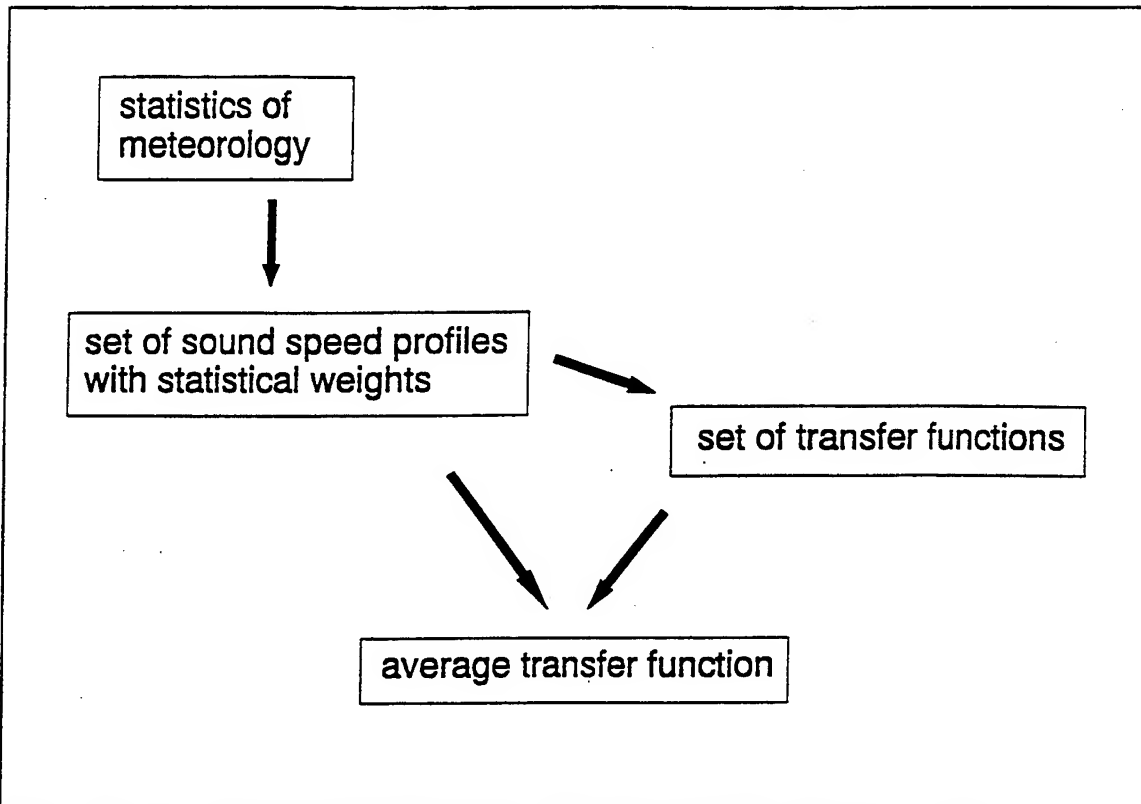 statistics of
meteorology
set of sound speed profiles
with statistical weights
set of transfer functions
average transfer function